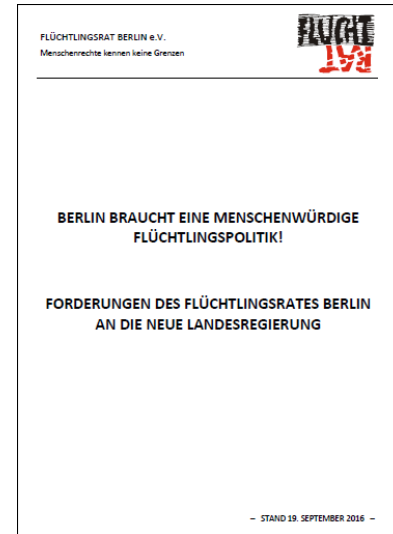 FLÜCHTLINGSRAT BERLIN e.V.
Menschenrechte kennen keine Grenzen
FLÜCHT
RAT
BERLIN BRAUCHT EINE MENSCHENWÜRDIGE
FLÜCHTLINGSPOLITIK!
FORDERUNGEN DES FLÜCHTLINGSRATES BERLIN
AN DIE NEUE LANDESREGIERUNG
– STAND 19. SEPTEMBER 2016 –